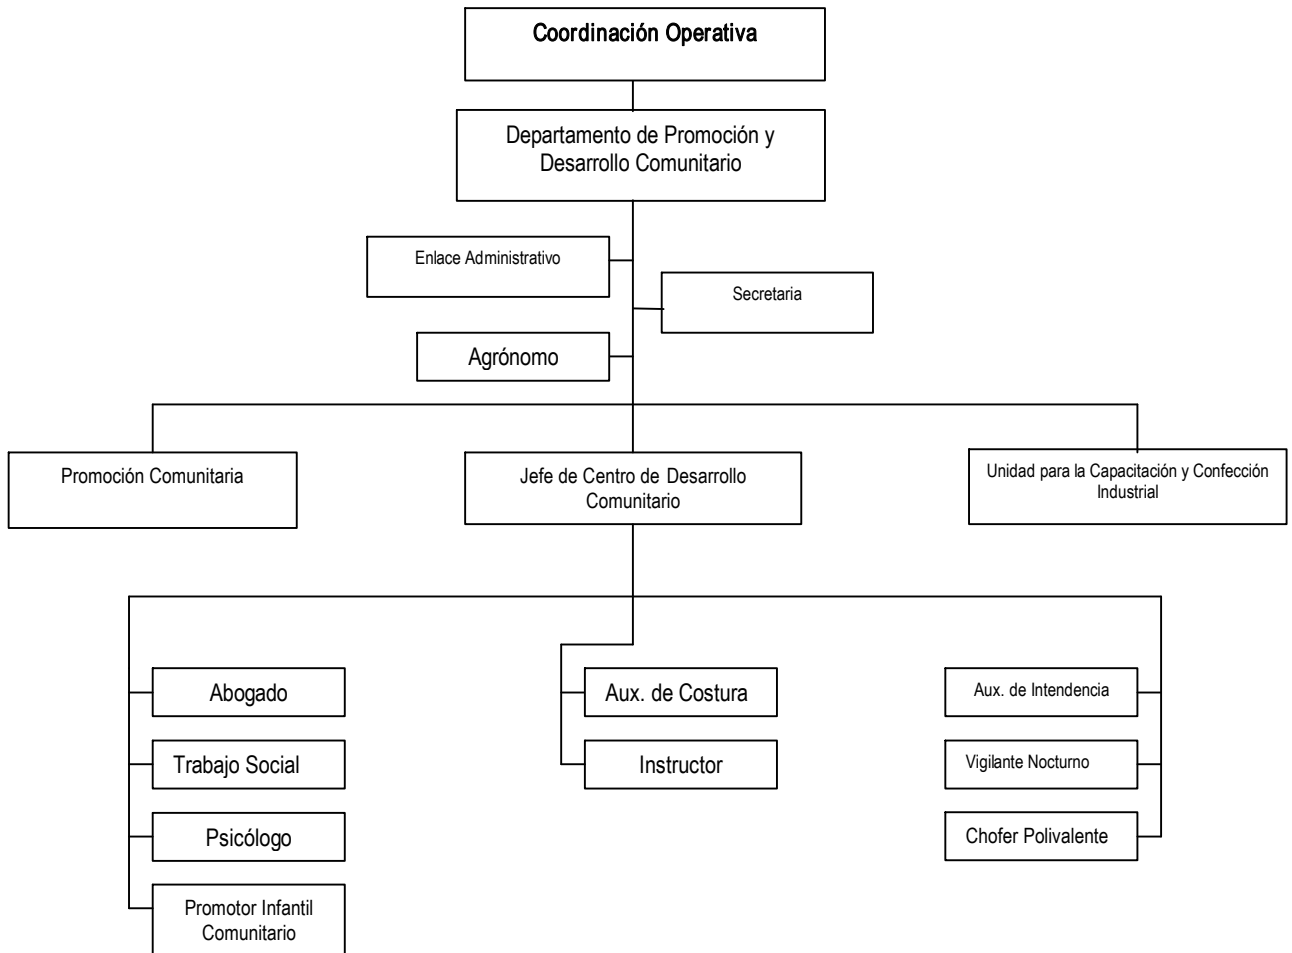 Coordinación Operativa
Departamento de Promoción y
Desarrollo Comunitario
Enlace Administrativo
Secretaria
Agrónomo
Promoción Comunitaria
Jefe de Centro de Desarrollo
Comunitario
Unidad para la Capacitación y Confección
Industrial
Abogado
Aux. de Costura
Aux. de Intendencia
Trabajo Social
Instructor
Vigilante Nocturno
Psicólogo
Chofer Polivalente
Promotor Infantil
Comunitario